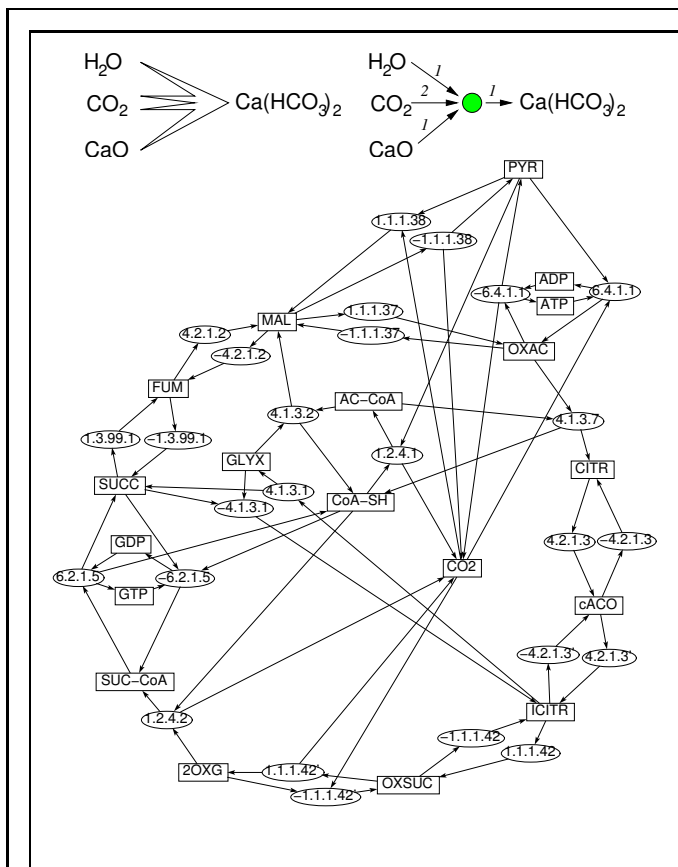 H₂O 1 H₂O
CO₂ Ca(HCO₃)₂ CO₂ 2 1 Ca(HCO₃)₂
CaO CaO 1
PYR
1.1.1.38
−1.1.1.38
ADP
−6.4.1.1 6.4.1.1
ATP
MAL 1.1.1.37
4.2.1.2 −1.1.1.37
−4.2.1.2 OXAC
FUM
AC−CoA
4.1.3.2 4.1.3.7
1.3.99.1 −1.3.99.1
1.2.4.1
GLYX CITR
SUCC 4.1.3.1
−4.1.3.1 CoA−SH
GDP 4.2.1.3 −4.2.1.3
6.2.1.5 −6.2.1.5 CO2
GTP
cACO
−4.2.1.3' 4.2.1.3'
SUC−CoA
1.2.4.2 ICITR
−1.1.1.42
1.1.1.42
2OXG 1.1.1.42' OXSUC
−1.1.1.42'